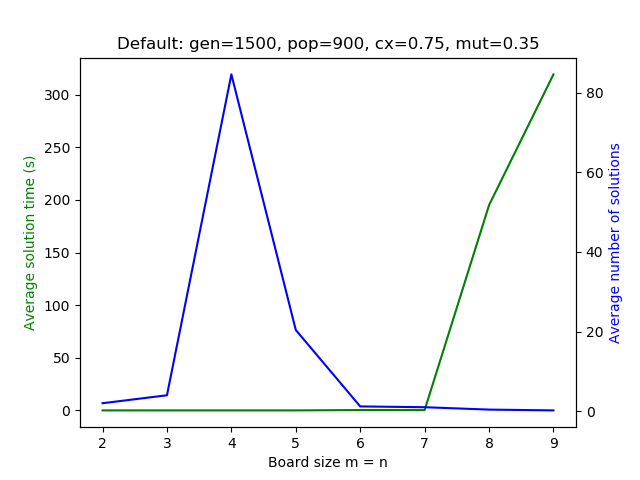 Default: gen=1500, pop=900, cx=0.75, mut=0.35
Average solution time (s)
300
250
200
150
100
50
0
80
60
40
20
0
Average number of solutions
2 3 4 5 6 7 8 9
Board size m = n